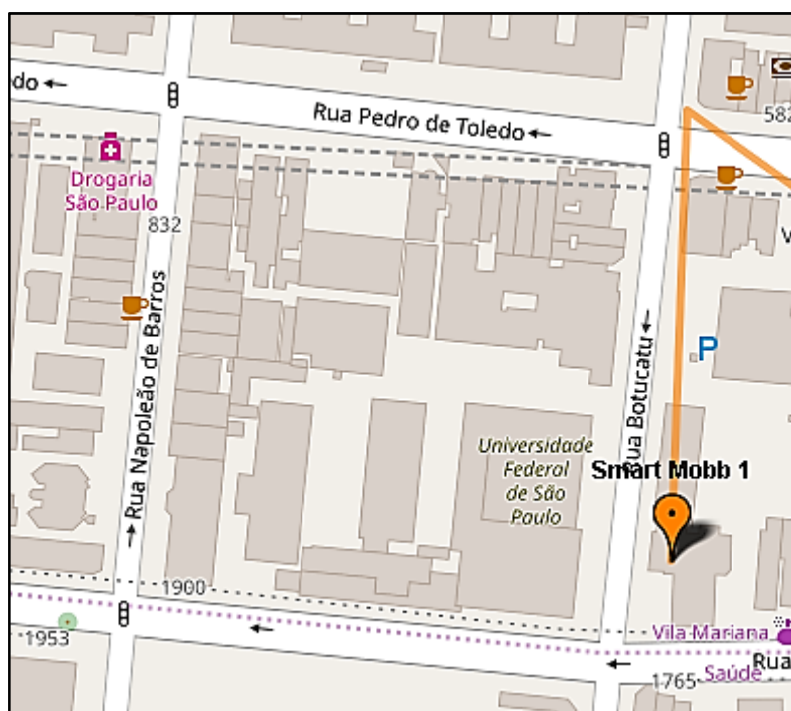 do
Rua Pedro de Toledo
582
Drogaria
São Paulo
832
V
Rua Napoleão de Barros
P
Rua Botucatu
Universidade
Federal
de São
Paulo
Smart Mobb 1
1900
1953
Vila Mariana
Rua
1765
Saúde